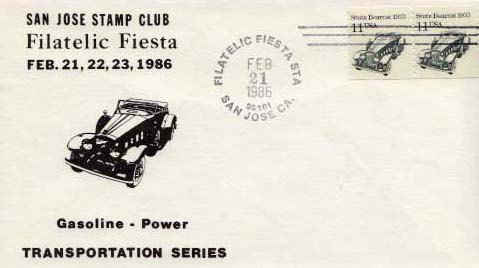 SAN JOSE STAMP CLUB
Filatelic Fiesta
FEB. 21, 22, 23, 1986
FILATELIC FIESTA STA
FEB
21
1986
95101
SAN JOSE CA.
Stutz Bearcat 1933
11 USA
Stutz Bearcat 1933
11 USA
Gasoline - Power
TRANSPORTATION SERIES